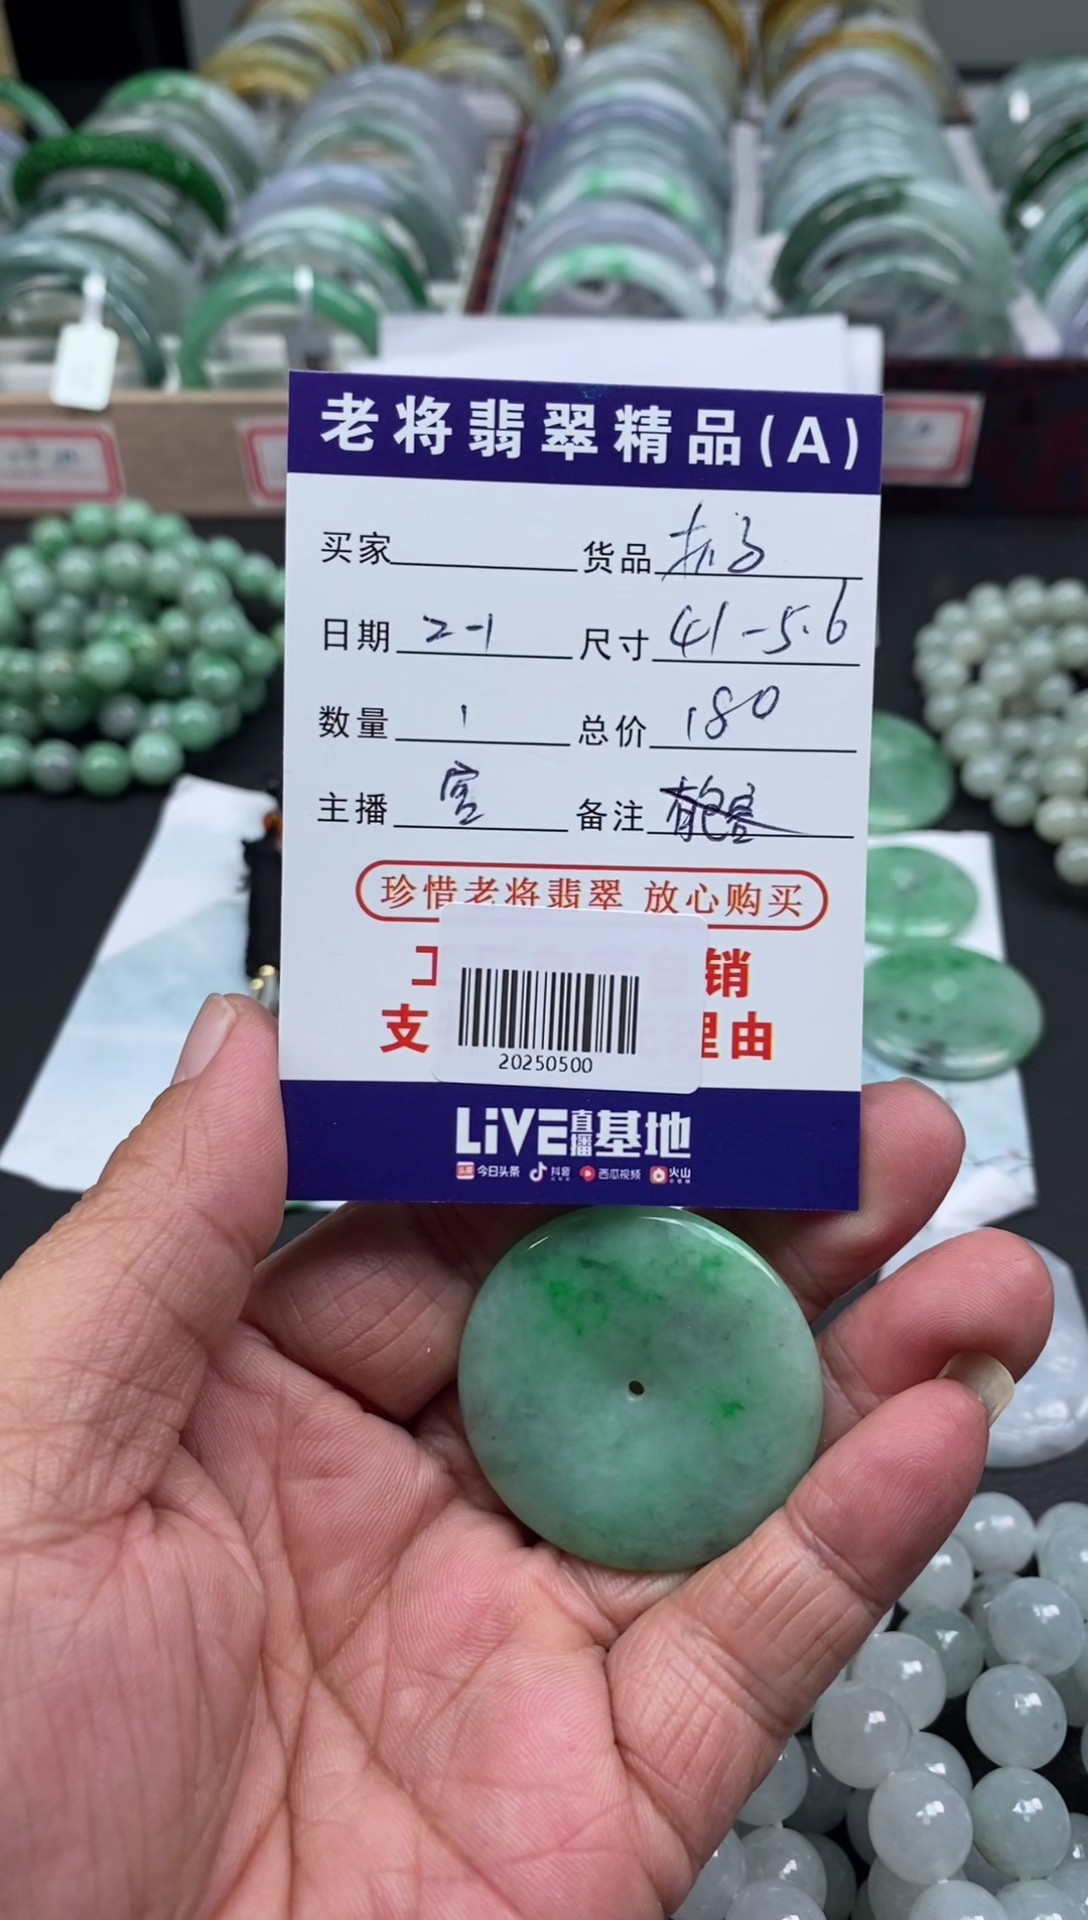 老将翡翠精品(A)
买家 货品
日期 2-1 尺寸 41-5.6
数量 1 总价 180
主播 宫 备注
珍惜老将翡翠 放心购买
自销
支 理由
20250500
LiVE直播基地
今日头条 抖音 西瓜视频 火山